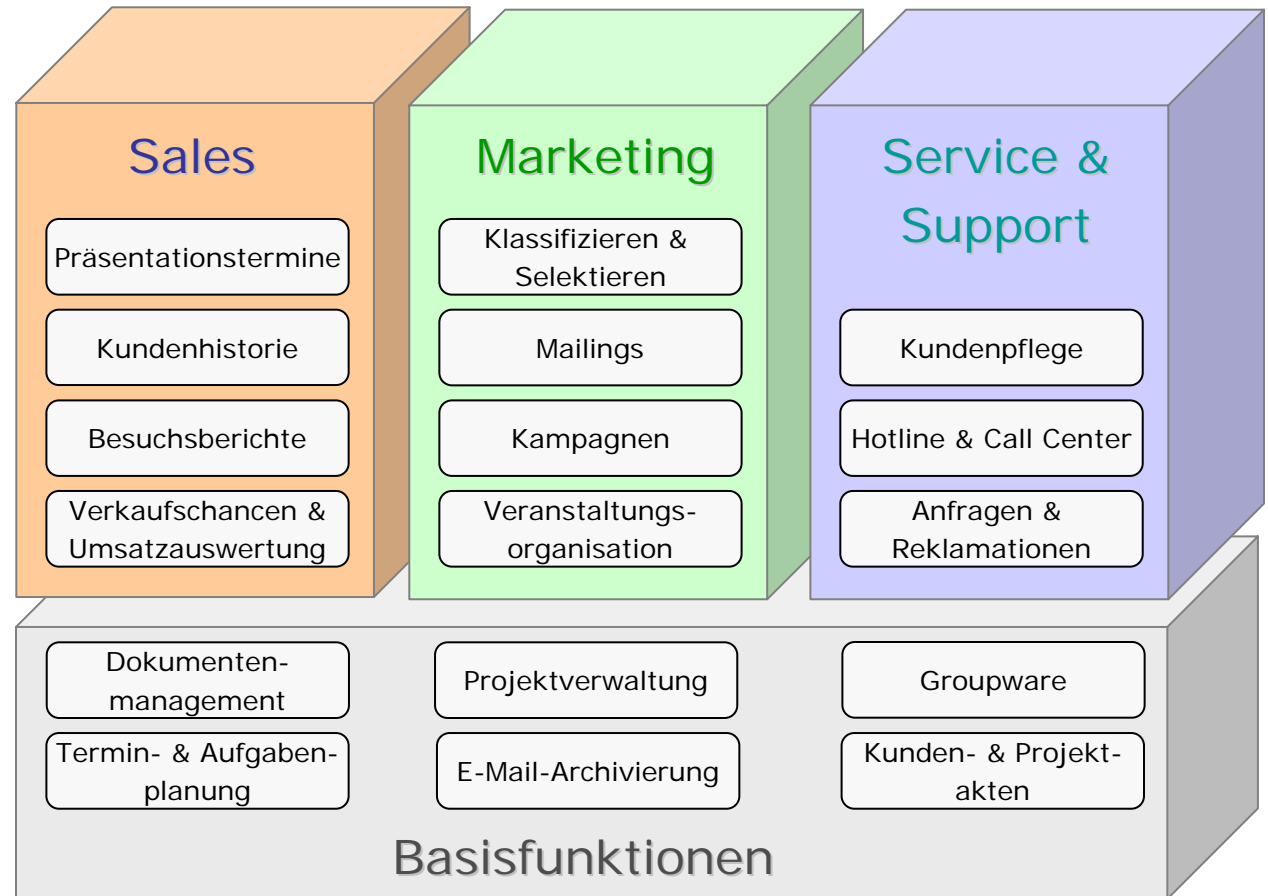 Sales
Präsentationstermine
Kundenhistorie
Besuchsberichte
Verkaufschancen &
Umsatzauswertung
Marketing
Klassifizieren &
Selektieren
Mailings
Kampagnen
Veranstaltungs-
organisation
Service &
Support
Kundenpflege
Hotline & Call Center
Anfragen &
Reklamationen
Dokumenten-
management
Projektverwaltung
Groupware
Termin- & Aufgaben-
planung
E-Mail-Archivierung
Kunden- & Projekt-
akten
Basisfunktionen